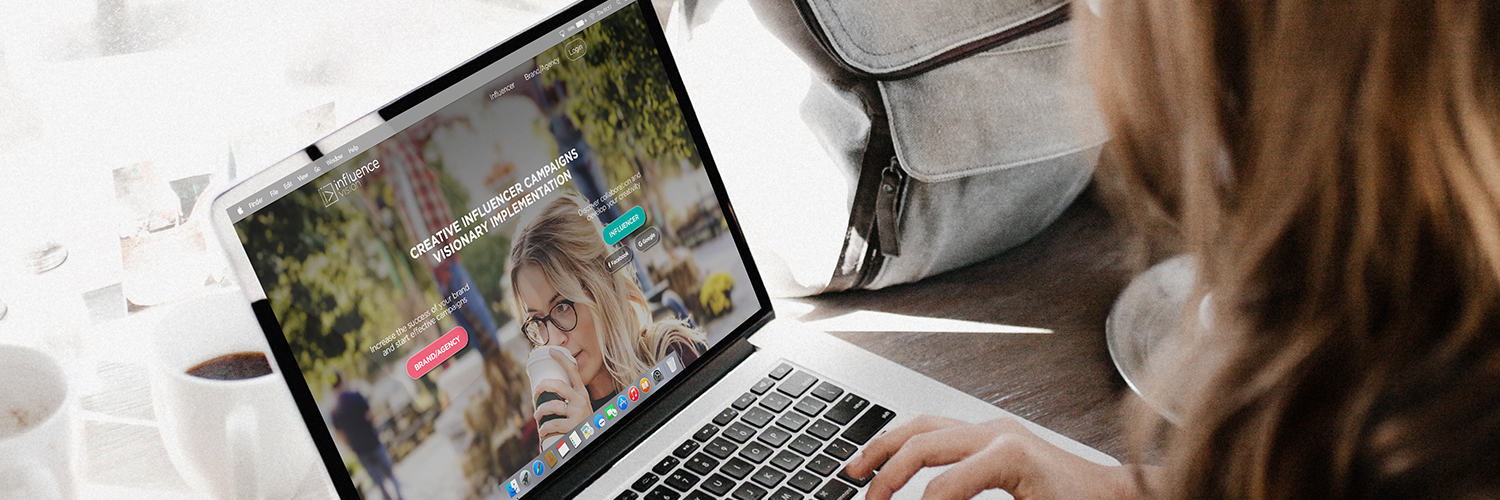 Finder File Edit View Go Window Help
Influencer Brand/Agency Login
influence
VISION
CREATIVE INFLUENCER CAMPAIGNS
VISIONARY IMPLEMENTATION
Increase the success of your brand
and start effective campaigns
BRAND/AGENCY
Discover collaboration and
develop your creativity
INFLUENCER
f Facebook
G Google